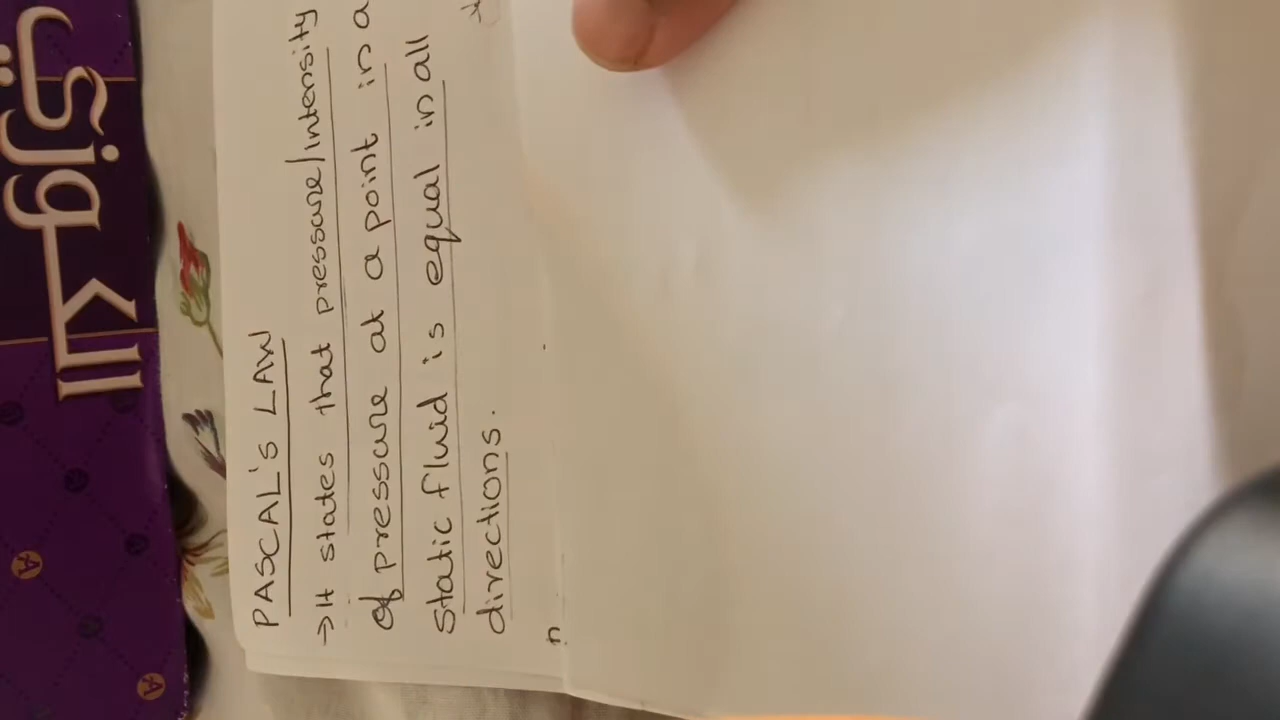 PASCAL'S LAW
→ It states that pressure/intensity
of pressure at a point in a
static fluid is equal in all
directions.
الكوزي